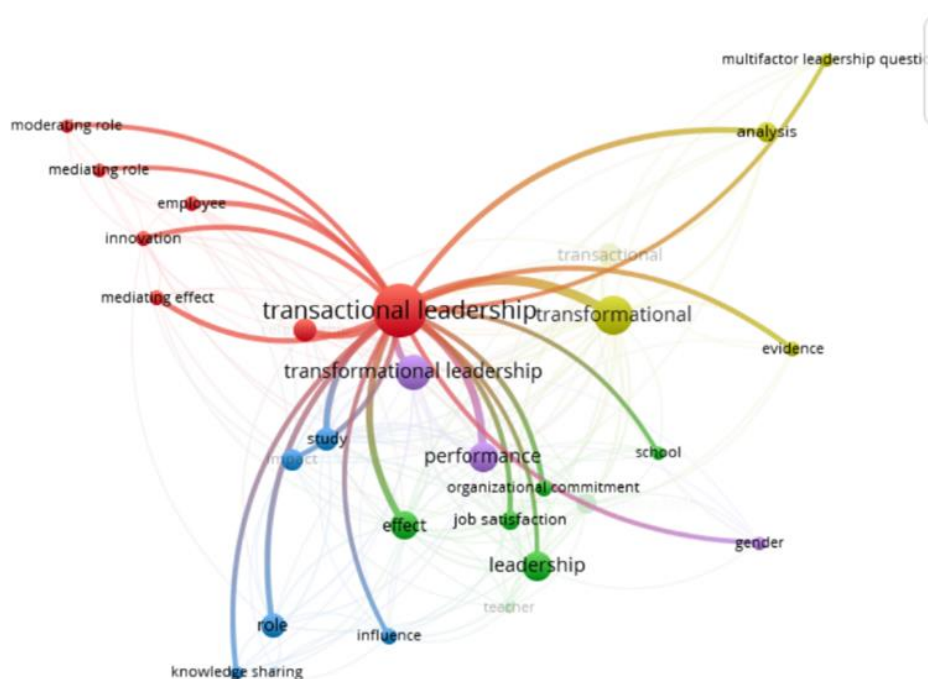 multifactor leadership questi
moderating role
analysis
mediating role
employee
innovation
transactional
mediating effect
transactional leadership
transformational
evidence
transformational leadership
study
impact
performance
school
organizational commitment
job satisfaction
effect
gender
leadership
teacher
role
influence
knowledge sharing